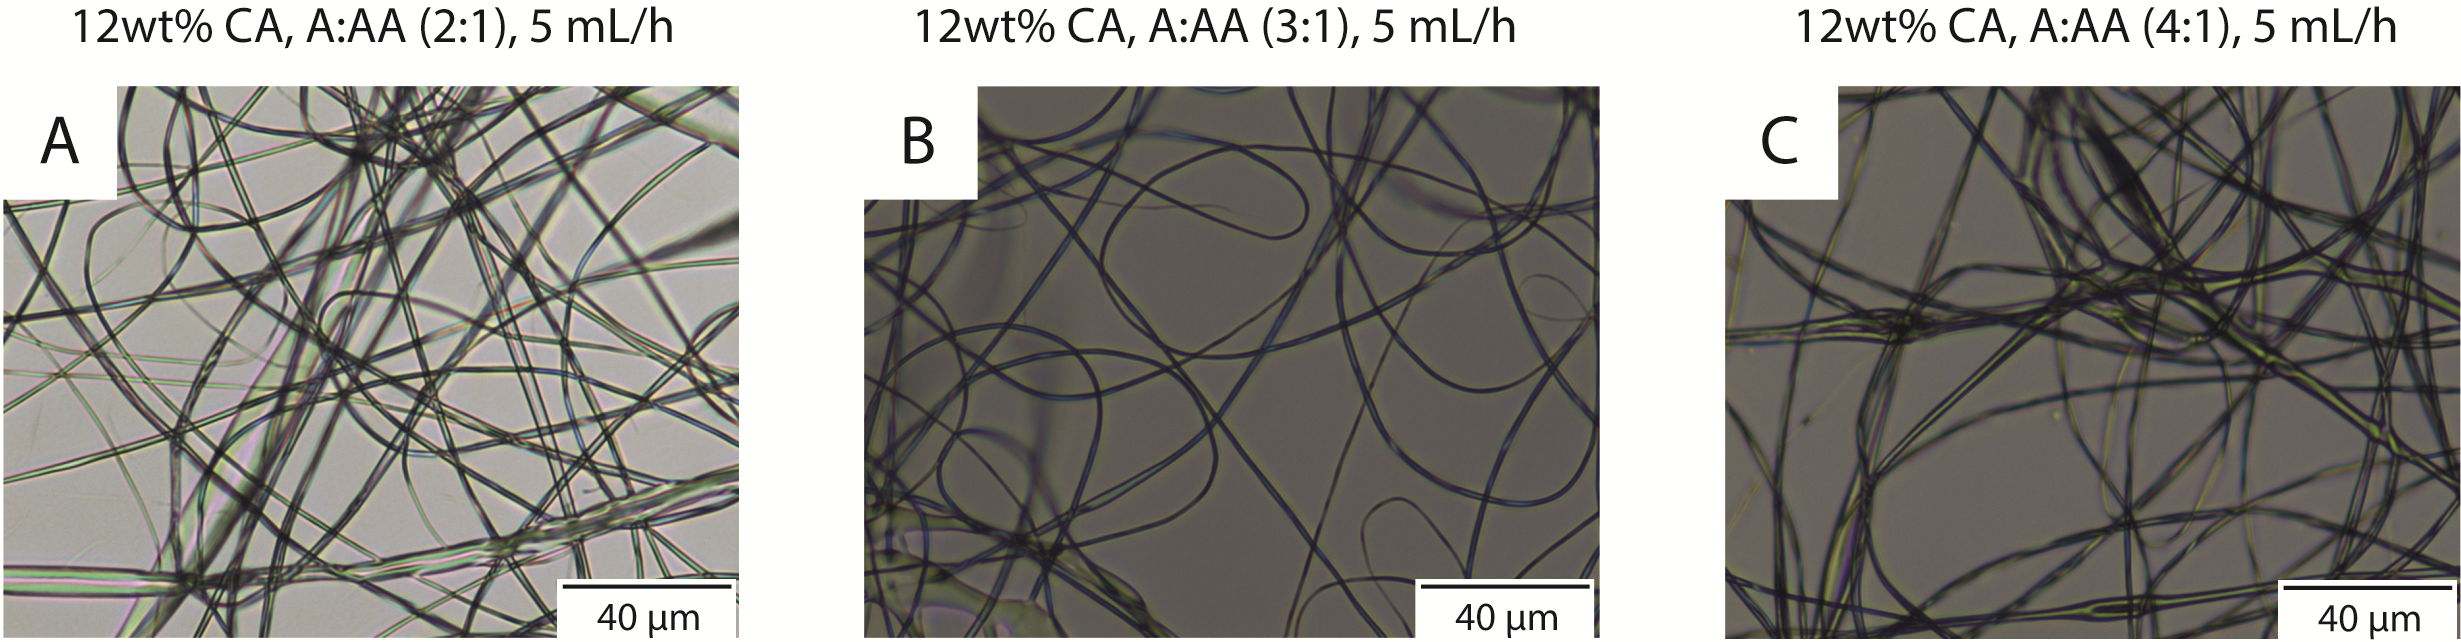 12wt% CA, A:AA (2:1), 5 mL/h
12wt% CA, A:AA (3:1), 5 mL/h
12wt% CA, A:AA (4:1), 5 mL/h
A
B
C
40 µm
40 µm
40 µm